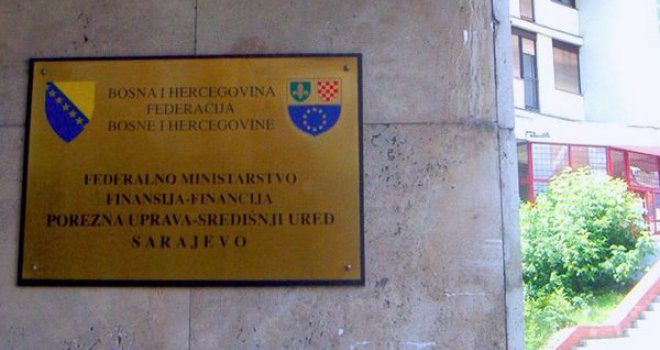 BOSNA I HERCEGOVINA
FEDERACIJA
BOSNE I HERCEGOVINE
FEDERALNO MINISTARSTVO
FINANSIJA-FINANCIJA
POREZNA UPRAVA-SREDIŠNJI URED
SARAJEVO